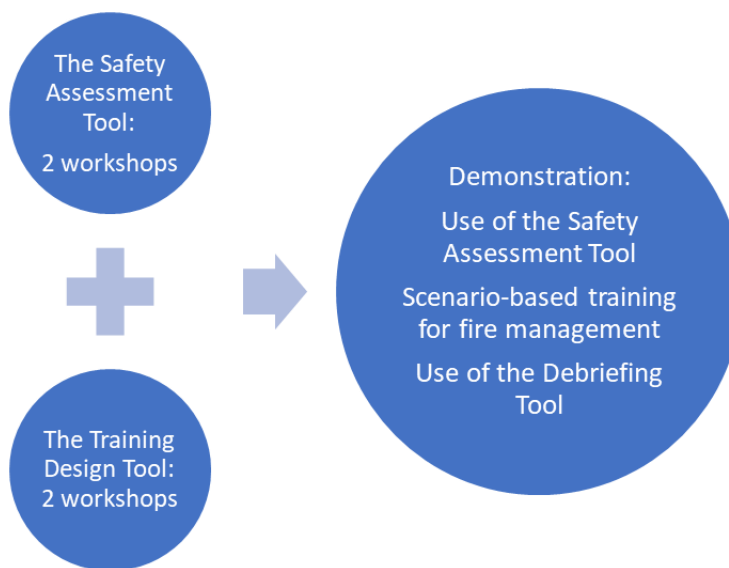 The Safety
Assessment
Tool:
2 workshops
The Training
Design Tool:
2 workshops
Demonstration:
Use of the Safety
Assessment Tool
Scenario-based training
for fire management
Use of the Debriefing
Tool